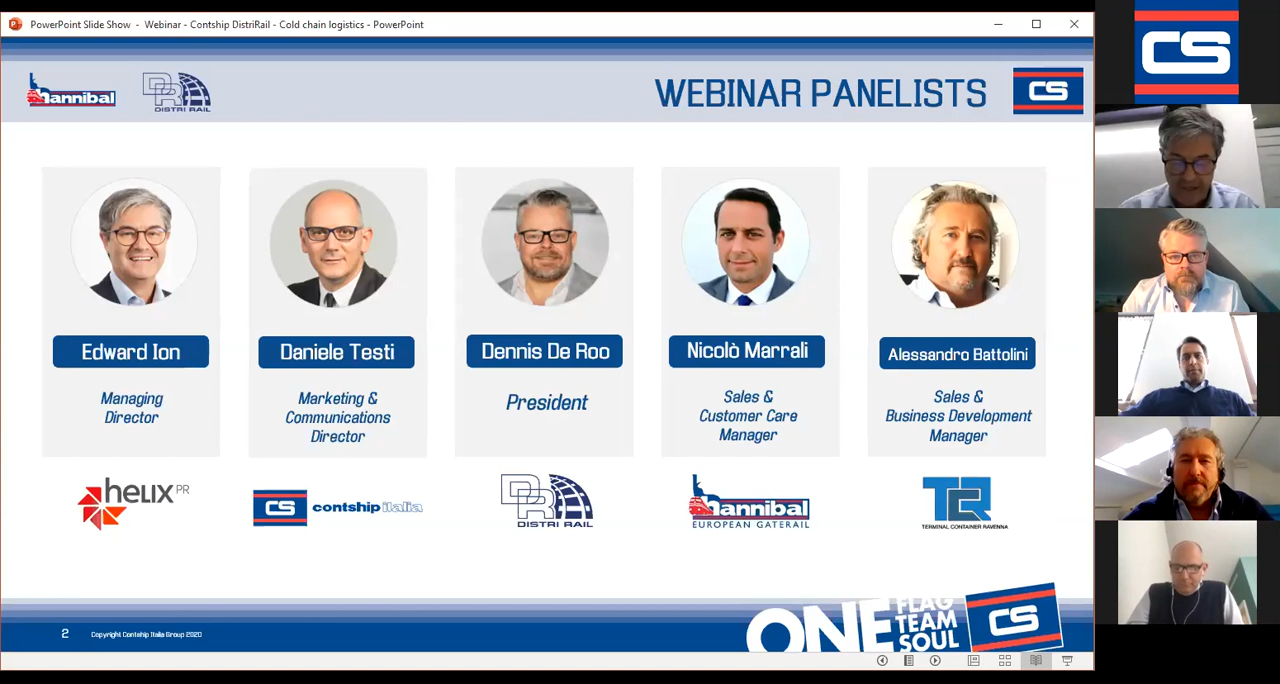 PowerPoint Slide Show - Webinar - Contship DistriRail - Cold chain logistics - PowerPoint
hannibal
DR
DISTRI RAIL
WEBINAR PANELISTS
CS
CS
Edward Ion
Daniele Testi
Dennis De Roo
Nicolò Marrali
Alessandro Battolini
Managing
Director
Marketing &
Communications
Director
President
Sales &
Customer Care
Manager
Sales &
Business Development
Manager
helix PR
CS contship italia
DR
DISTRI RAIL
hannibal
EUROPEAN GATERAIL
TCR
TERMINAL CONTAINER RAVENNA
ONE
FLAG
TEAM
SOUL
CS
2
Copyright Contship Italia Group 2020